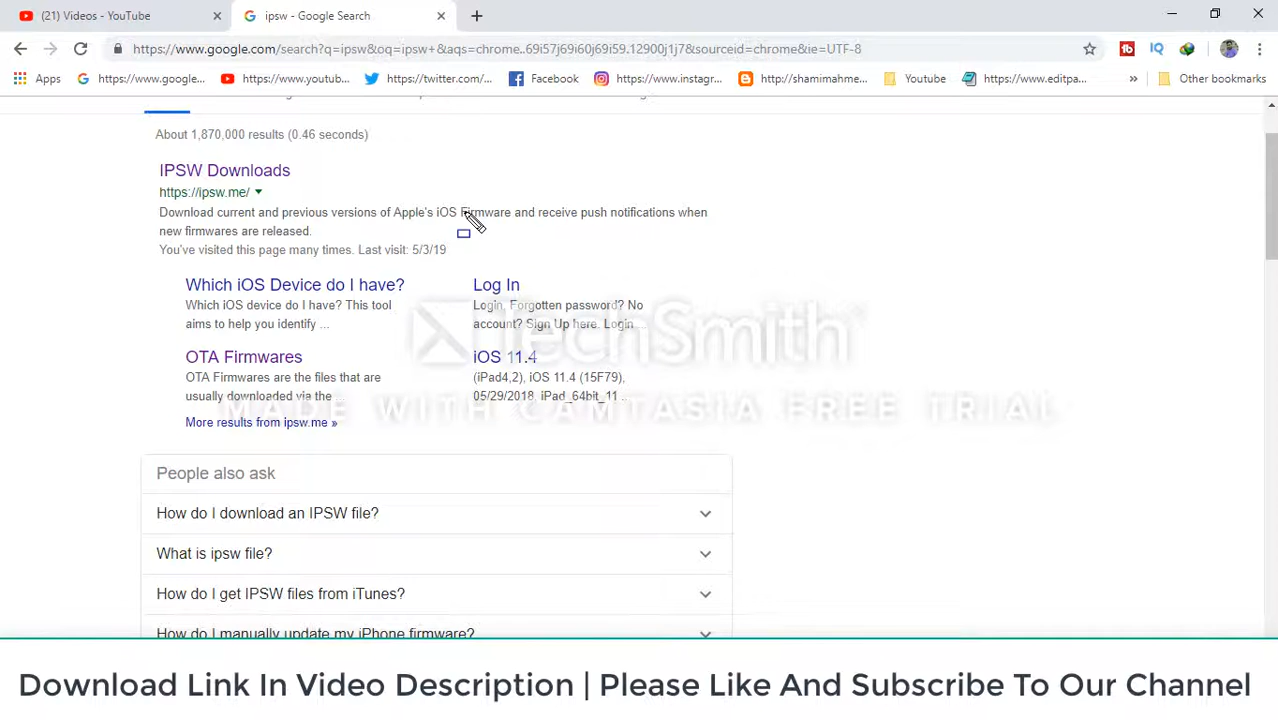 (21) Videos - YouTube
ipsw - Google Search
https://www.google.com/search?q=ipsw&oq=ipsw+&aqs=chrome..69i57j69i60j69i59.12900j1j7&sourceid=chrome&ie=UTF-8
Apps https://www.google... https://www.youtub... https://twitter.com/... Facebook https://www.instagr... http://shamimahme... Youtube https://www.editpa... » Other bookmarks
About 1,870,000 results (0.46 seconds)
IPSW Downloads
https://ipsw.me/
Download current and previous versions of Apple's iOS Firmware and receive push notifications when
new firmwares are released.
You've visited this page many times. Last visit: 5/3/19
Which iOS Device do I have?
Which iOS device do I have? This tool
aims to help you identify ...
Log In
Login, Forgotten password? No
account? Sign Up here. Login ...
OTA Firmwares
OTA Firmwares are the files that are
usually downloaded via the ...
iOS 11.4
(iPad4,2), iOS 11.4 (15F79),
05/29/2018, iPad_64bit_11...
More results from ipsw.me »
TechSmith
MADE WITH CAMTASIA FREE TRIAL
People also ask
How do I download an IPSW file?
What is ipsw file?
How do I get IPSW files from iTunes?
How do I manually update my iPhone firmware?
Download Link In Video Description | Please Like And Subscribe To Our Channel